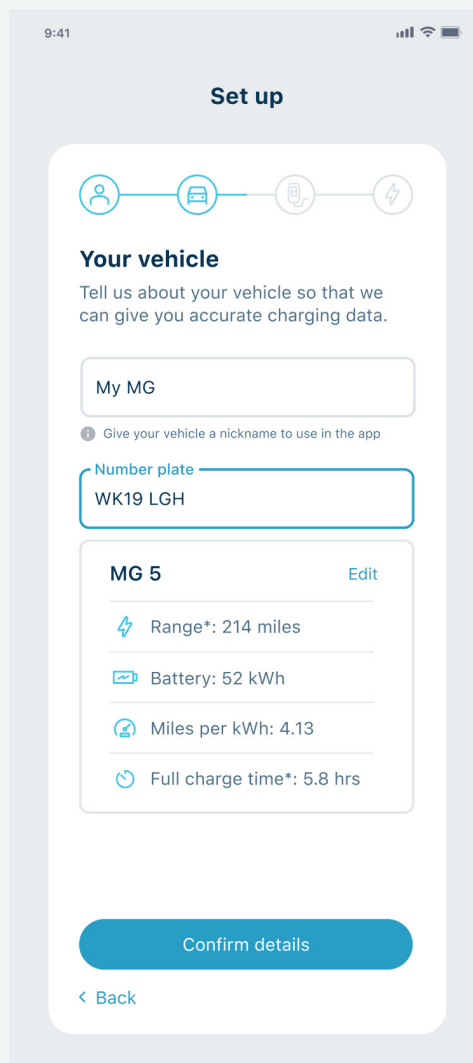 9:41
Set up
Your vehicle
Tell us about your vehicle so that we
can give you accurate charging data.
My MG
Give your vehicle a nickname to use in the app
Number plate
WK19 LGH
MG 5 Edit
Range*: 214 miles
Battery: 52 kWh
Miles per kWh: 4.13
Full charge time*: 5.8 hrs
Confirm details
< Back